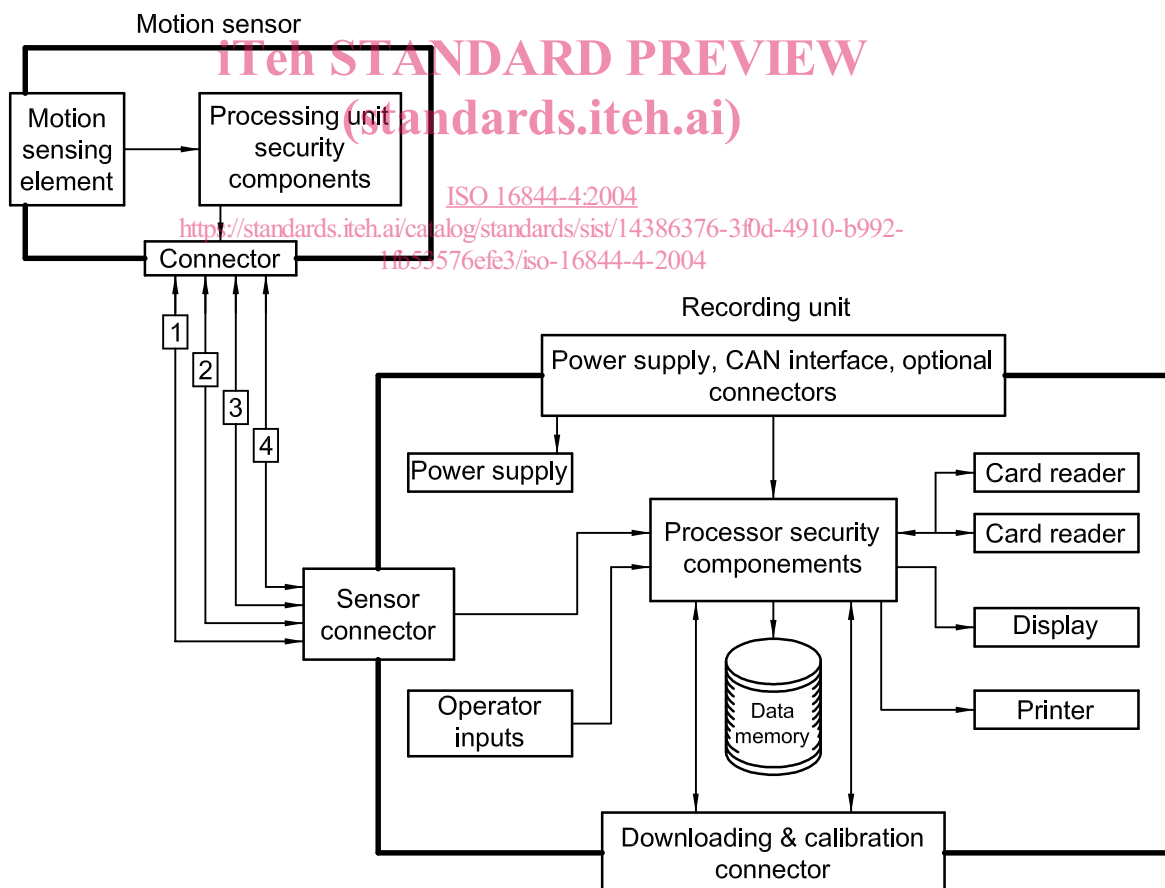 Motion sensor
iTeh STANDARD PREVIEW
(standards.iteh.ai)
Motion
sensing
element
Processing unit
security
components
ISO 16844-4:2004
https://standards.iteh.ai/catalog/standards/sist/14386376-3f0d-4910-b992-
1fb53576efe3/iso-16844-4-2004
Connector
1
2
3
4
Recording unit
Power supply, CAN interface, optional
connectors
Power supply
Card reader
Card reader
Processor security
componements
Sensor
connector
Display
Operator
inputs
Data
memory
Printer
Downloading & calibration
connector